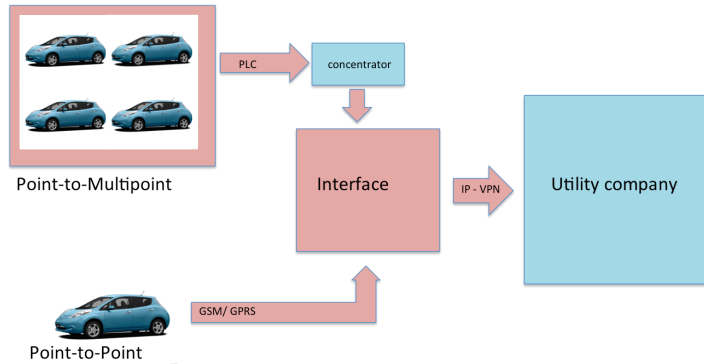 PLC
concentrator
Point-to-Multipoint
Interface
IP - VPN
Utility company
GSM/ GPRS
Point-to-Point